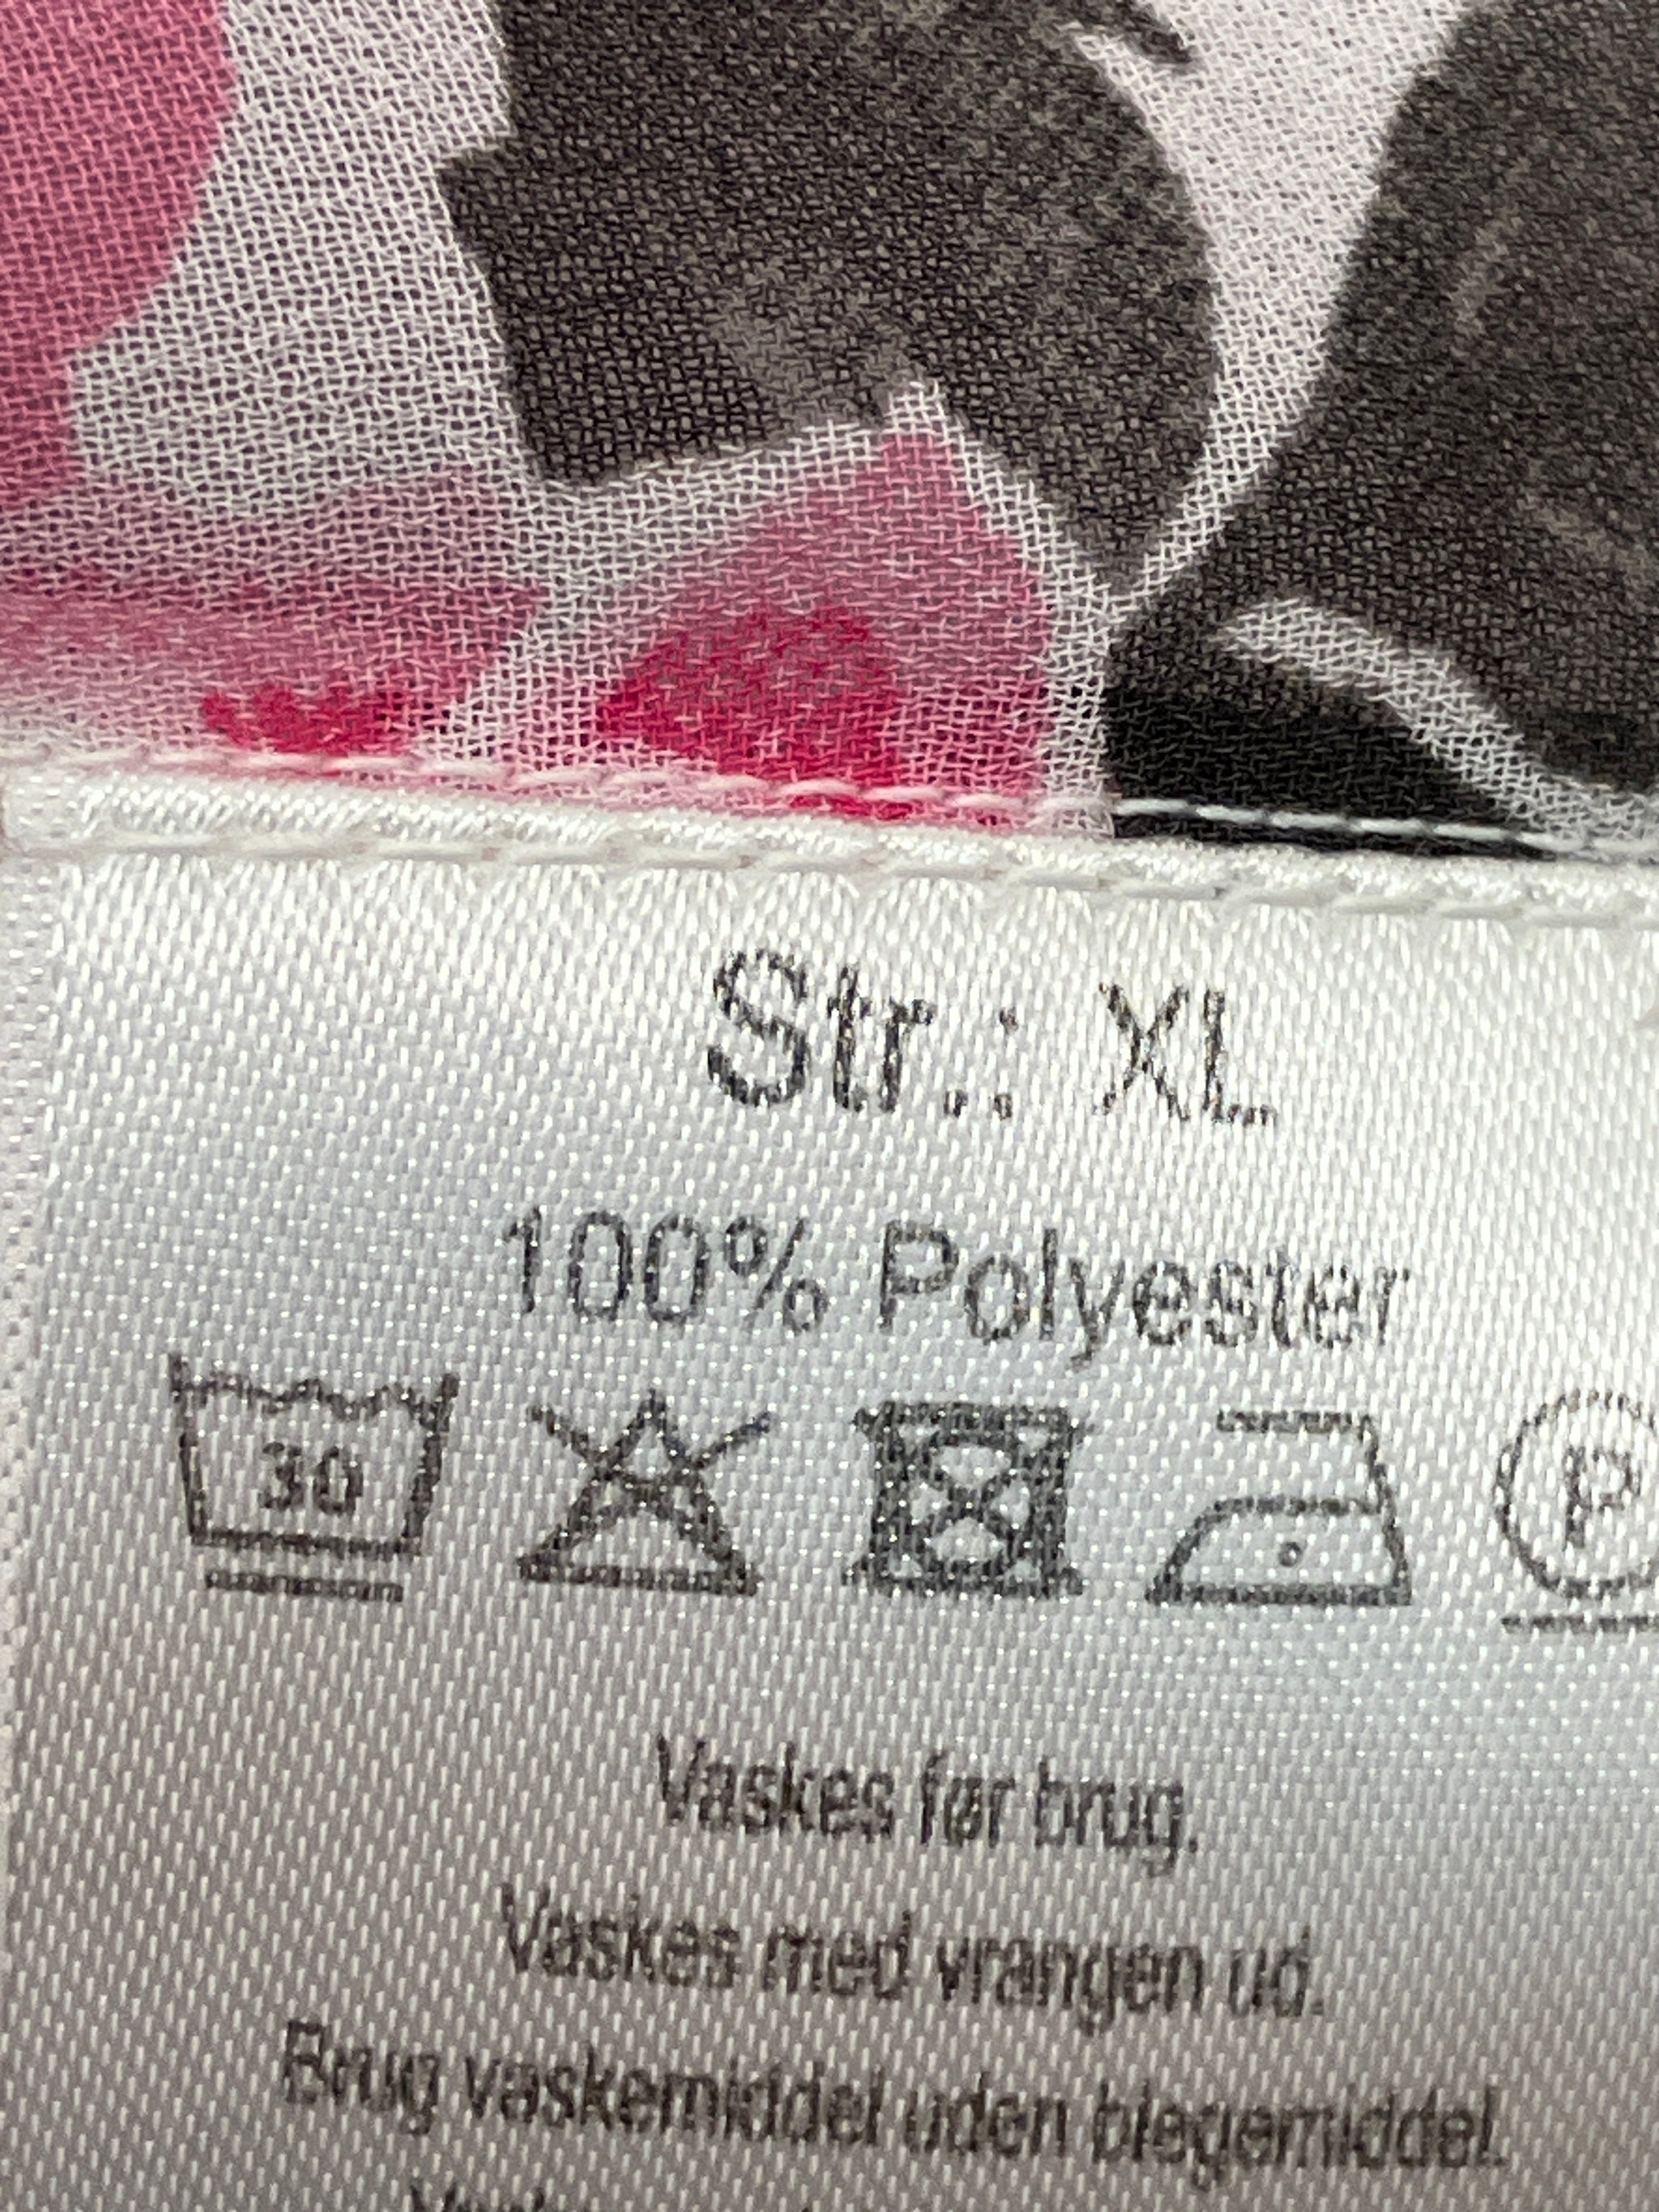 Str.: XL
100% Polyester
30 P
Vaskes før brug.
Vaskes med vrangen ud.
Brug vaskemiddel uden blegemiddel.